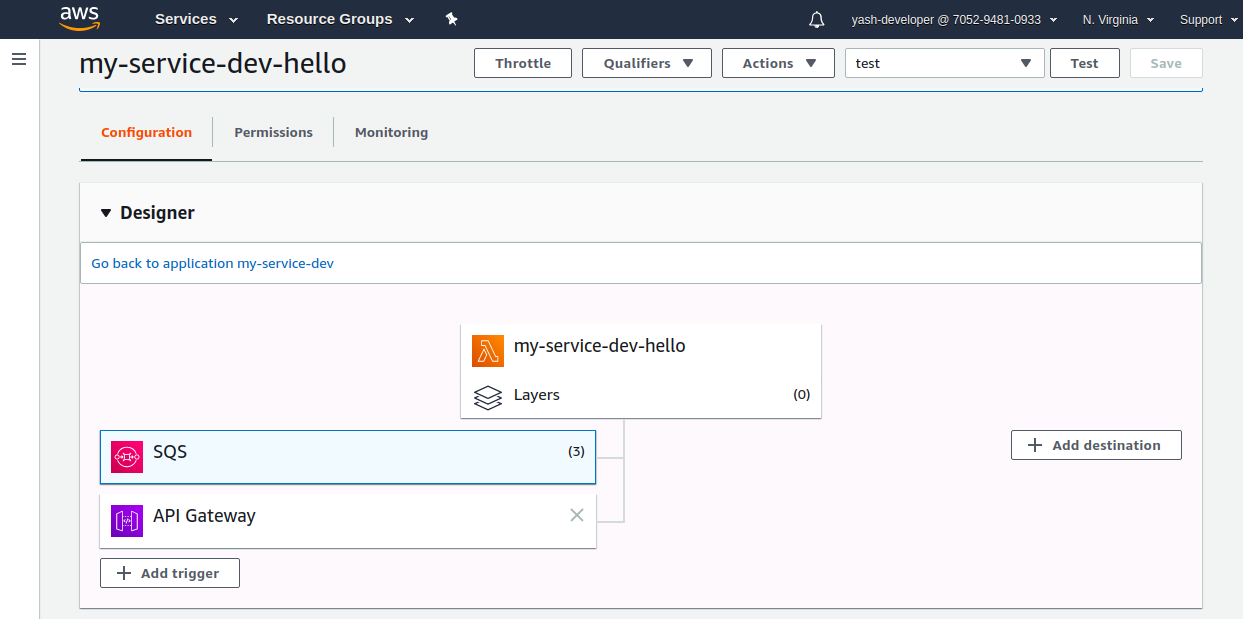 aws Services Resource Groups yash-developer @ 7052-9481-0933 N. Virginia Support
my-service-dev-hello Throttle Qualifiers Actions test Test Save
Configuration Permissions Monitoring
Designer
Go back to application my-service-dev
my-service-dev-hello
Layers (0)
SQS (3)
Add destination
API Gateway
Add trigger